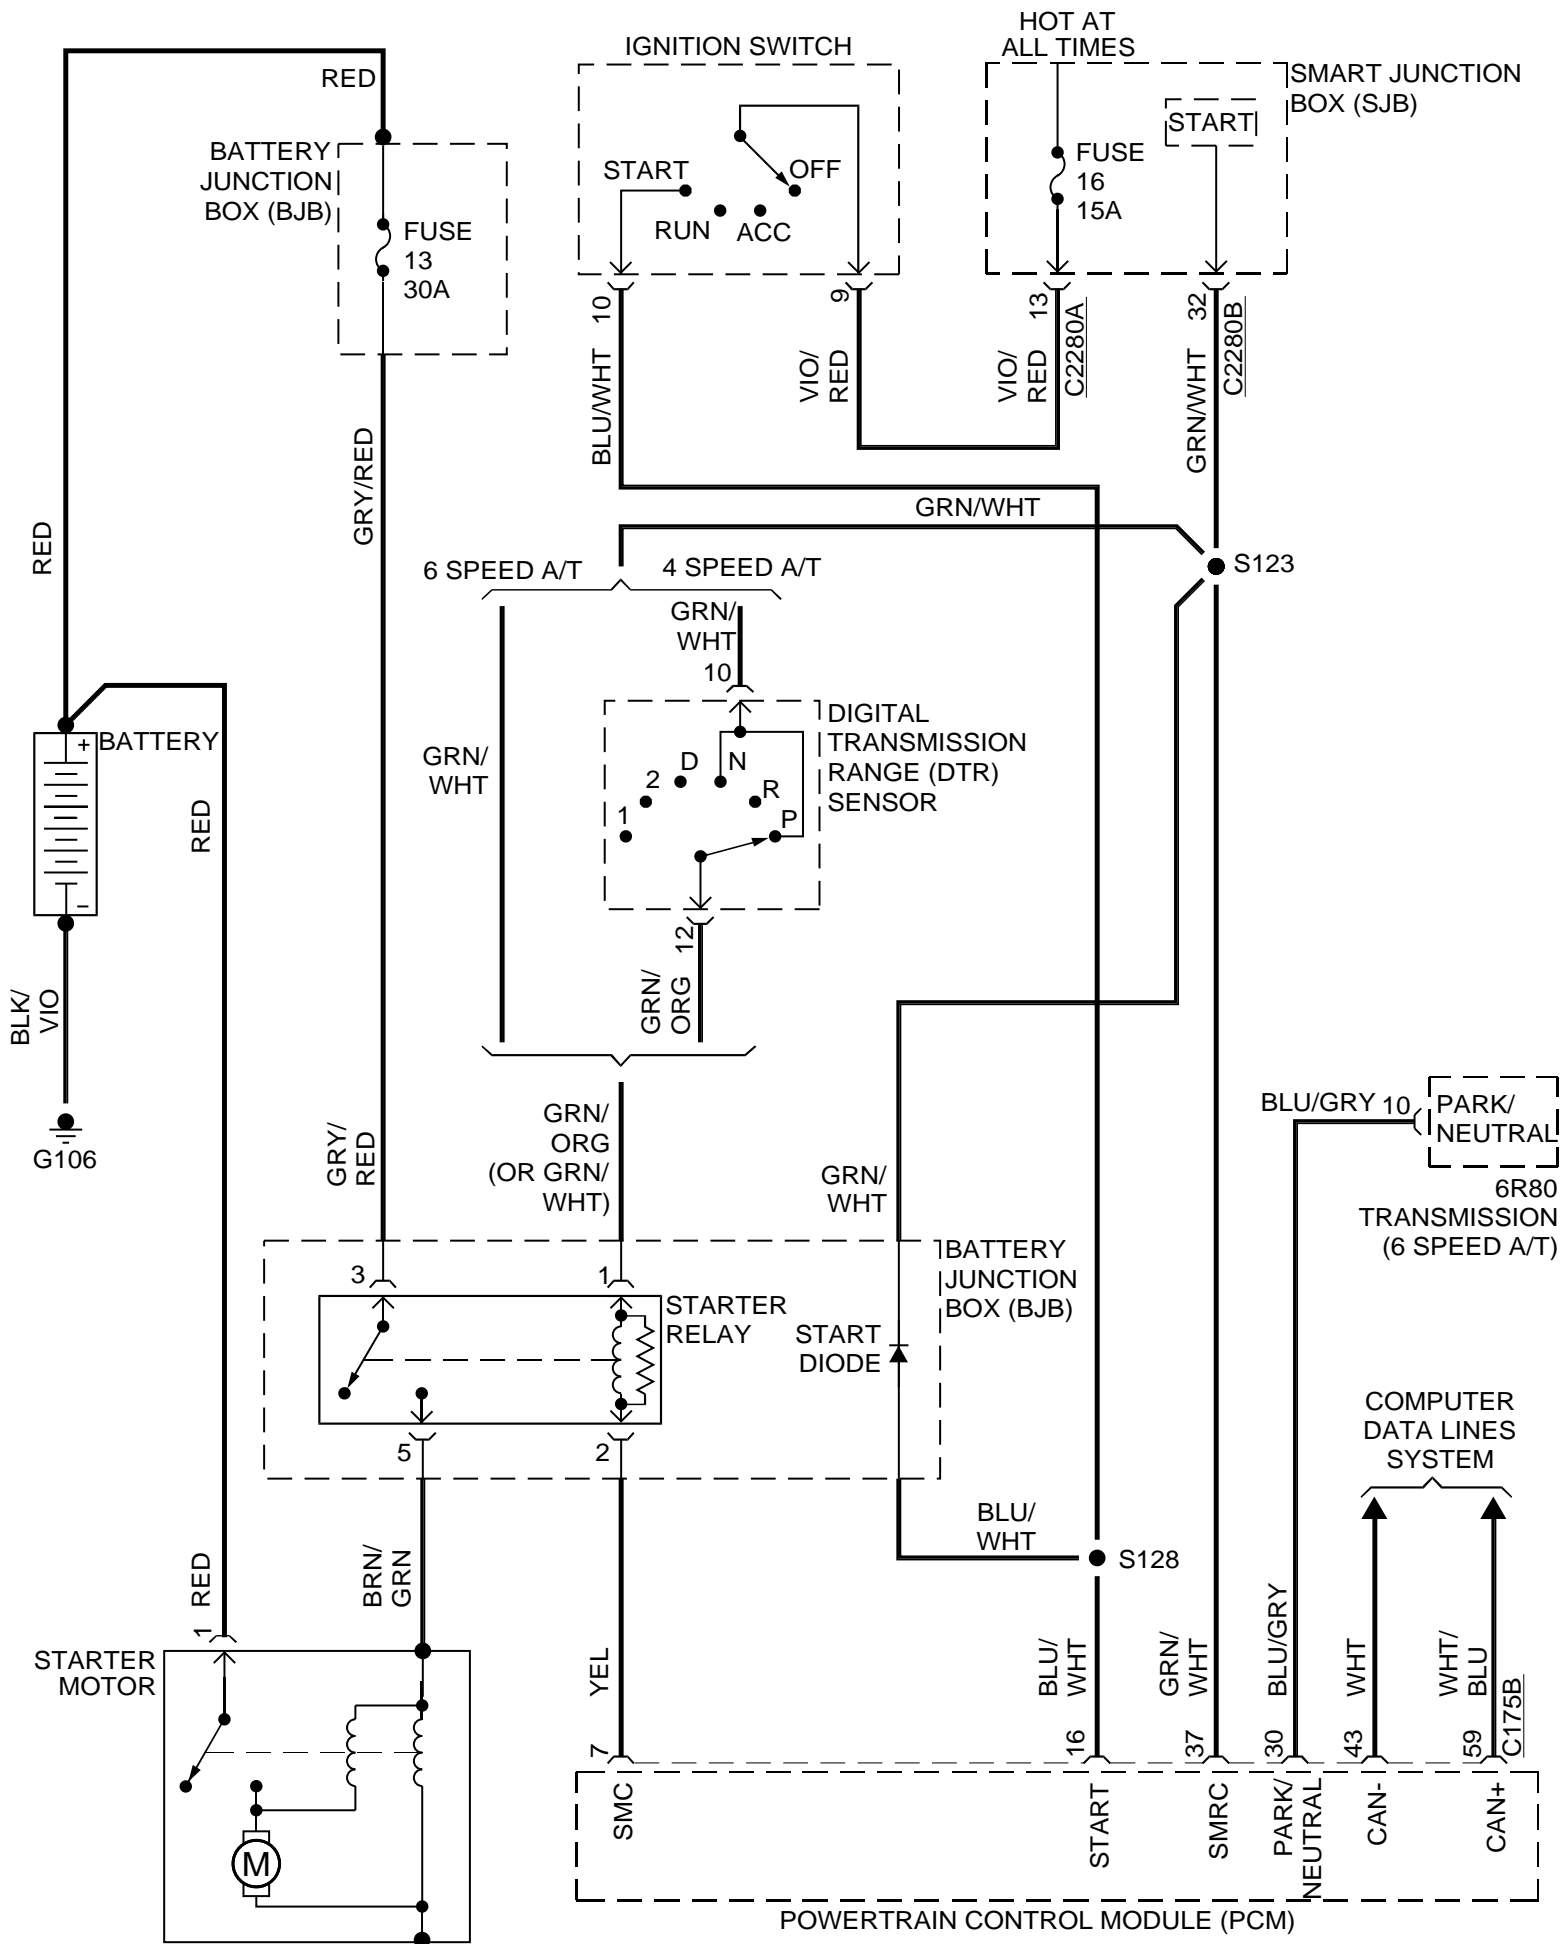 HOT AT
ALL TIMES
IGNITION SWITCH
RED
SMART JUNCTION
BOX (SJB)
START
BATTERY
JUNCTION
BOX (BJB)
START
OFF
RUN
ACC
FUSE
16
15A
FUSE
13
30A
10
9
13
C2280A
32
C2280B
BLU/WHT
VIO/
RED
VIO/
RED
GRN/WHT
GRY/RED
RED
GRN/WHT
S123
6 SPEED A/T
4 SPEED A/T
GRN/
WHT
10
BATTERY
+
−
RED
GRN/
WHT
DIGITAL
TRANSMISSION
RANGE (DTR)
SENSOR
1
2
D
N
R
P
12
GRN/
ORG
BLK/
VIO
G106
GRY/
RED
GRN/
ORG
(OR GRN/
WHT)
GRN/
WHT
BLU/GRY
10
PARK/
NEUTRAL
6R80
TRANSMISSION
(6 SPEED A/T)
BATTERY
JUNCTION
BOX (BJB)
3
1
STARTER
RELAY
START
DIODE
5
2
COMPUTER
DATA LINES
SYSTEM
BLU/
WHT
S128
RED
1
BRN/
GRN
STARTER
MOTOR
M
YEL
7
BLU/
WHT
16
GRN/
WHT
37
BLU/GRY
30
WHT
43
WHT/
BLU
59
C175B
SMC
START
SMRC
PARK/
NEUTRAL
CAN-
CAN+
POWERTRAIN CONTROL MODULE (PCM)